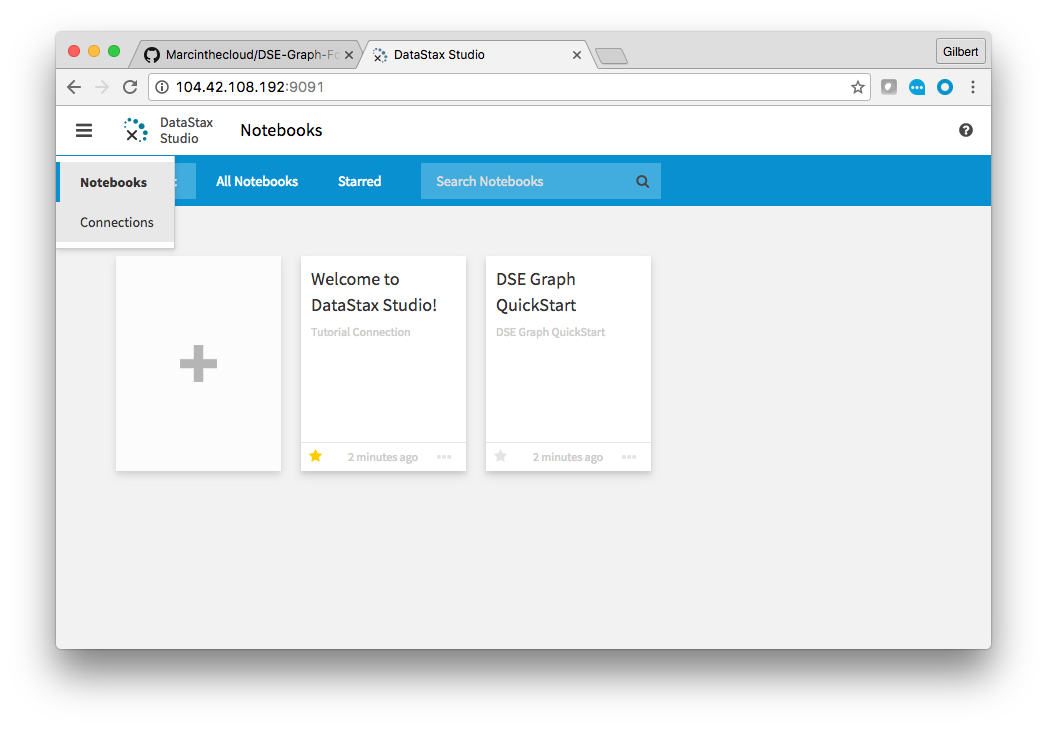 Marcinthecloud/DSE-Graph-Fo
DataStax Studio
Gilbert
104.42.108.192:9091
DataStax
Studio
Notebooks
Notebooks
Connections
All Notebooks
Starred
Search Notebooks
Welcome to
DataStax Studio!
Tutorial Connection
2 minutes ago
DSE Graph
QuickStart
DSE Graph QuickStart
2 minutes ago